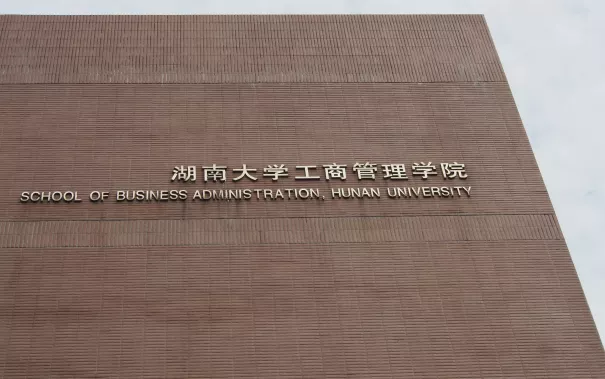 湖南大学工商管理学院
SCHOOL OF BUSINESS ADMINISTRATION, HUNAN UNIVERSITY